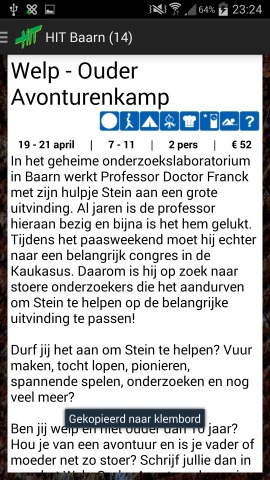 64% 23:24
HIT HIT Baarn (14)
Welp - Ouder
Avonturenkamp
19 - 21 april | 7 - 11 | 2 pers | € 52
In het geheime onderzoekslaboratorium
in Baarn werkt Professor Doctor Franck
met zijn hulpje Stein aan een grote
uitvinding. Al jaren is de professor
hieraan bezig en bijna is het hem gelukt.
Tijdens het paasweekend moet hij echter
naar een belangrijk congres in de
Kaukasus. Daarom is hij op zoek naar
stoere onderzoekers die het aandurven
om Stein te helpen op de belangrijke
uitvinding te passen!
Durf jij het aan om Stein te helpen? Vuur
maken, tocht lopen, pionieren,
spannende spelen, onderzoeken en nog
veel meer?
Gekopieerd naar klembord
Ben jij welp en niet ouder dan 10 jaar?
Hou je van een avontuur en is je vader of
moeder net zo stoer? Schrijf jullie dan in